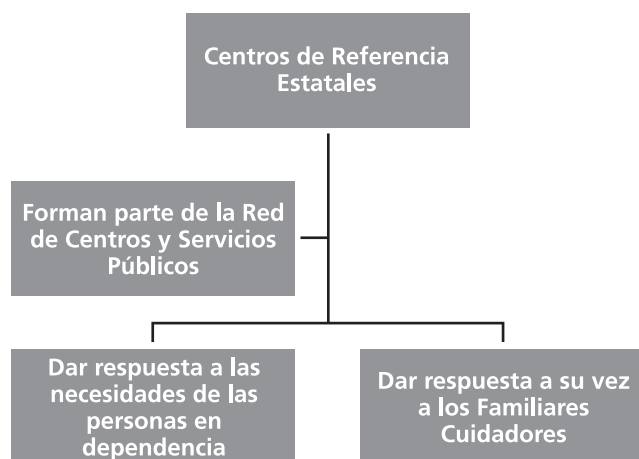 Centros de Referencia
Estatales
Forman parte de la Red
de Centros y Servicios
Públicos
Dar respuesta a las
necesidades de las
personas en
dependencia
Dar respuesta a su vez
a los Familiares
Cuidadores